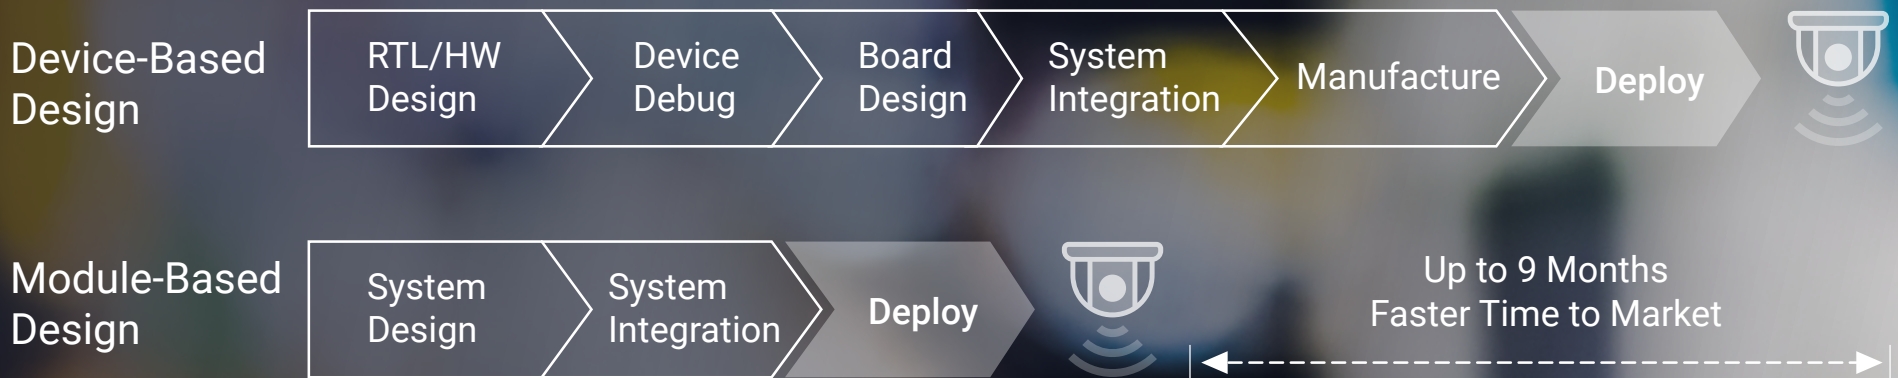 Device-Based
Design
RTL/HW
Design
Device
Debug
Board
Design
System
Integration
Manufacture
Deploy
Module-Based
Design
System
Design
System
Integration
Deploy
Up to 9 Months
Faster Time to Market